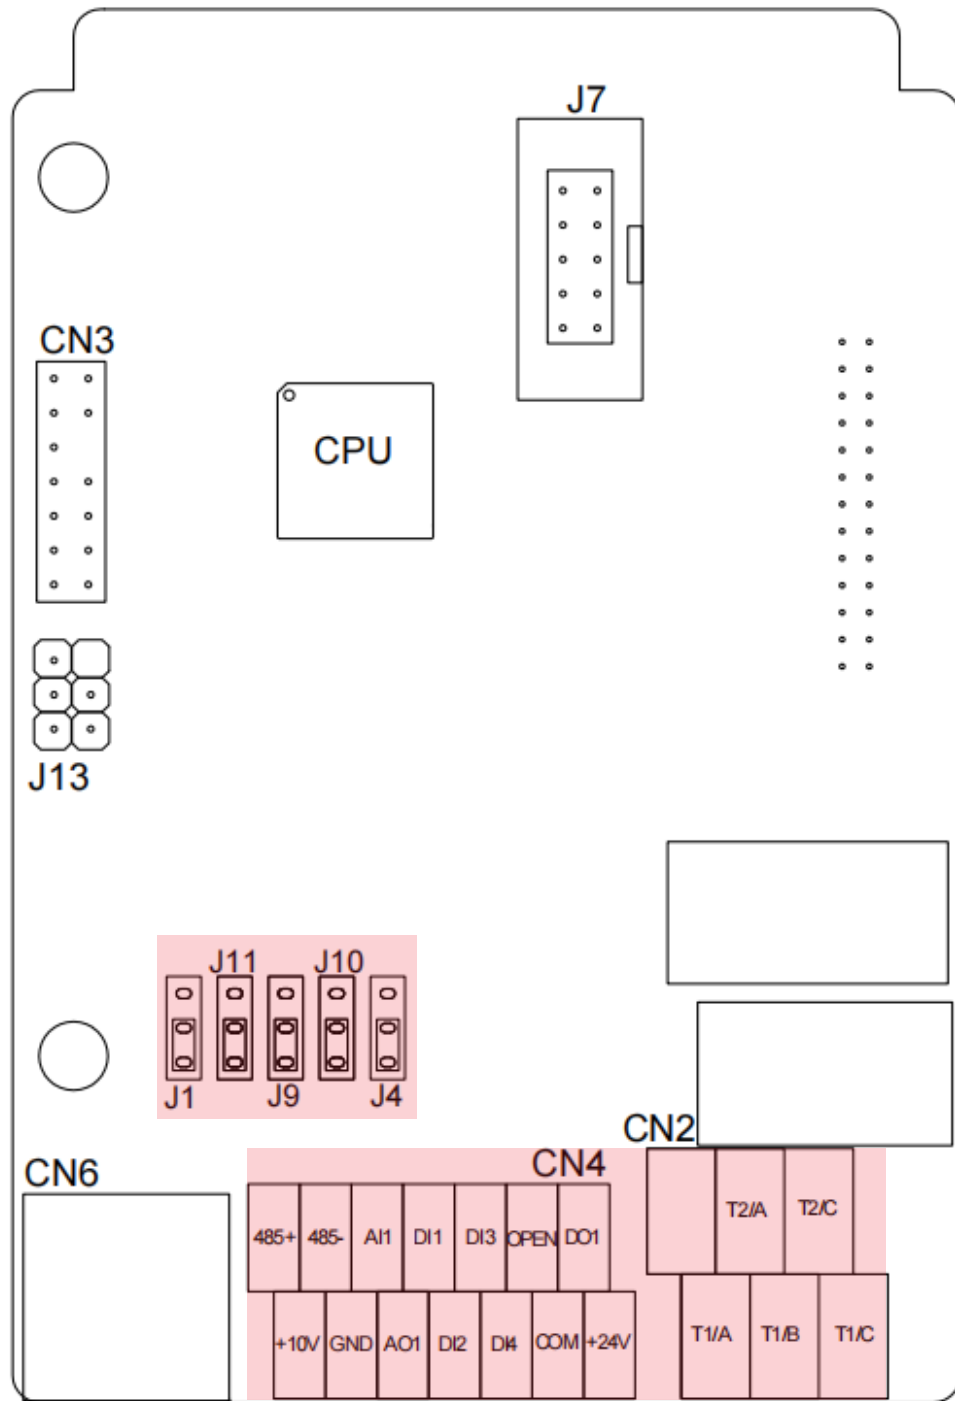 J7
CN3
CPU
J13
J11 J10
J1 J9 J4
CN2
CN4
CN6
485+ 485- AI1 DI1 DI3 OPEN DO1
T2/A T2/C
+10V GND AO1 DI2 DI4 COM +24V
T1/A T1/B T1/C